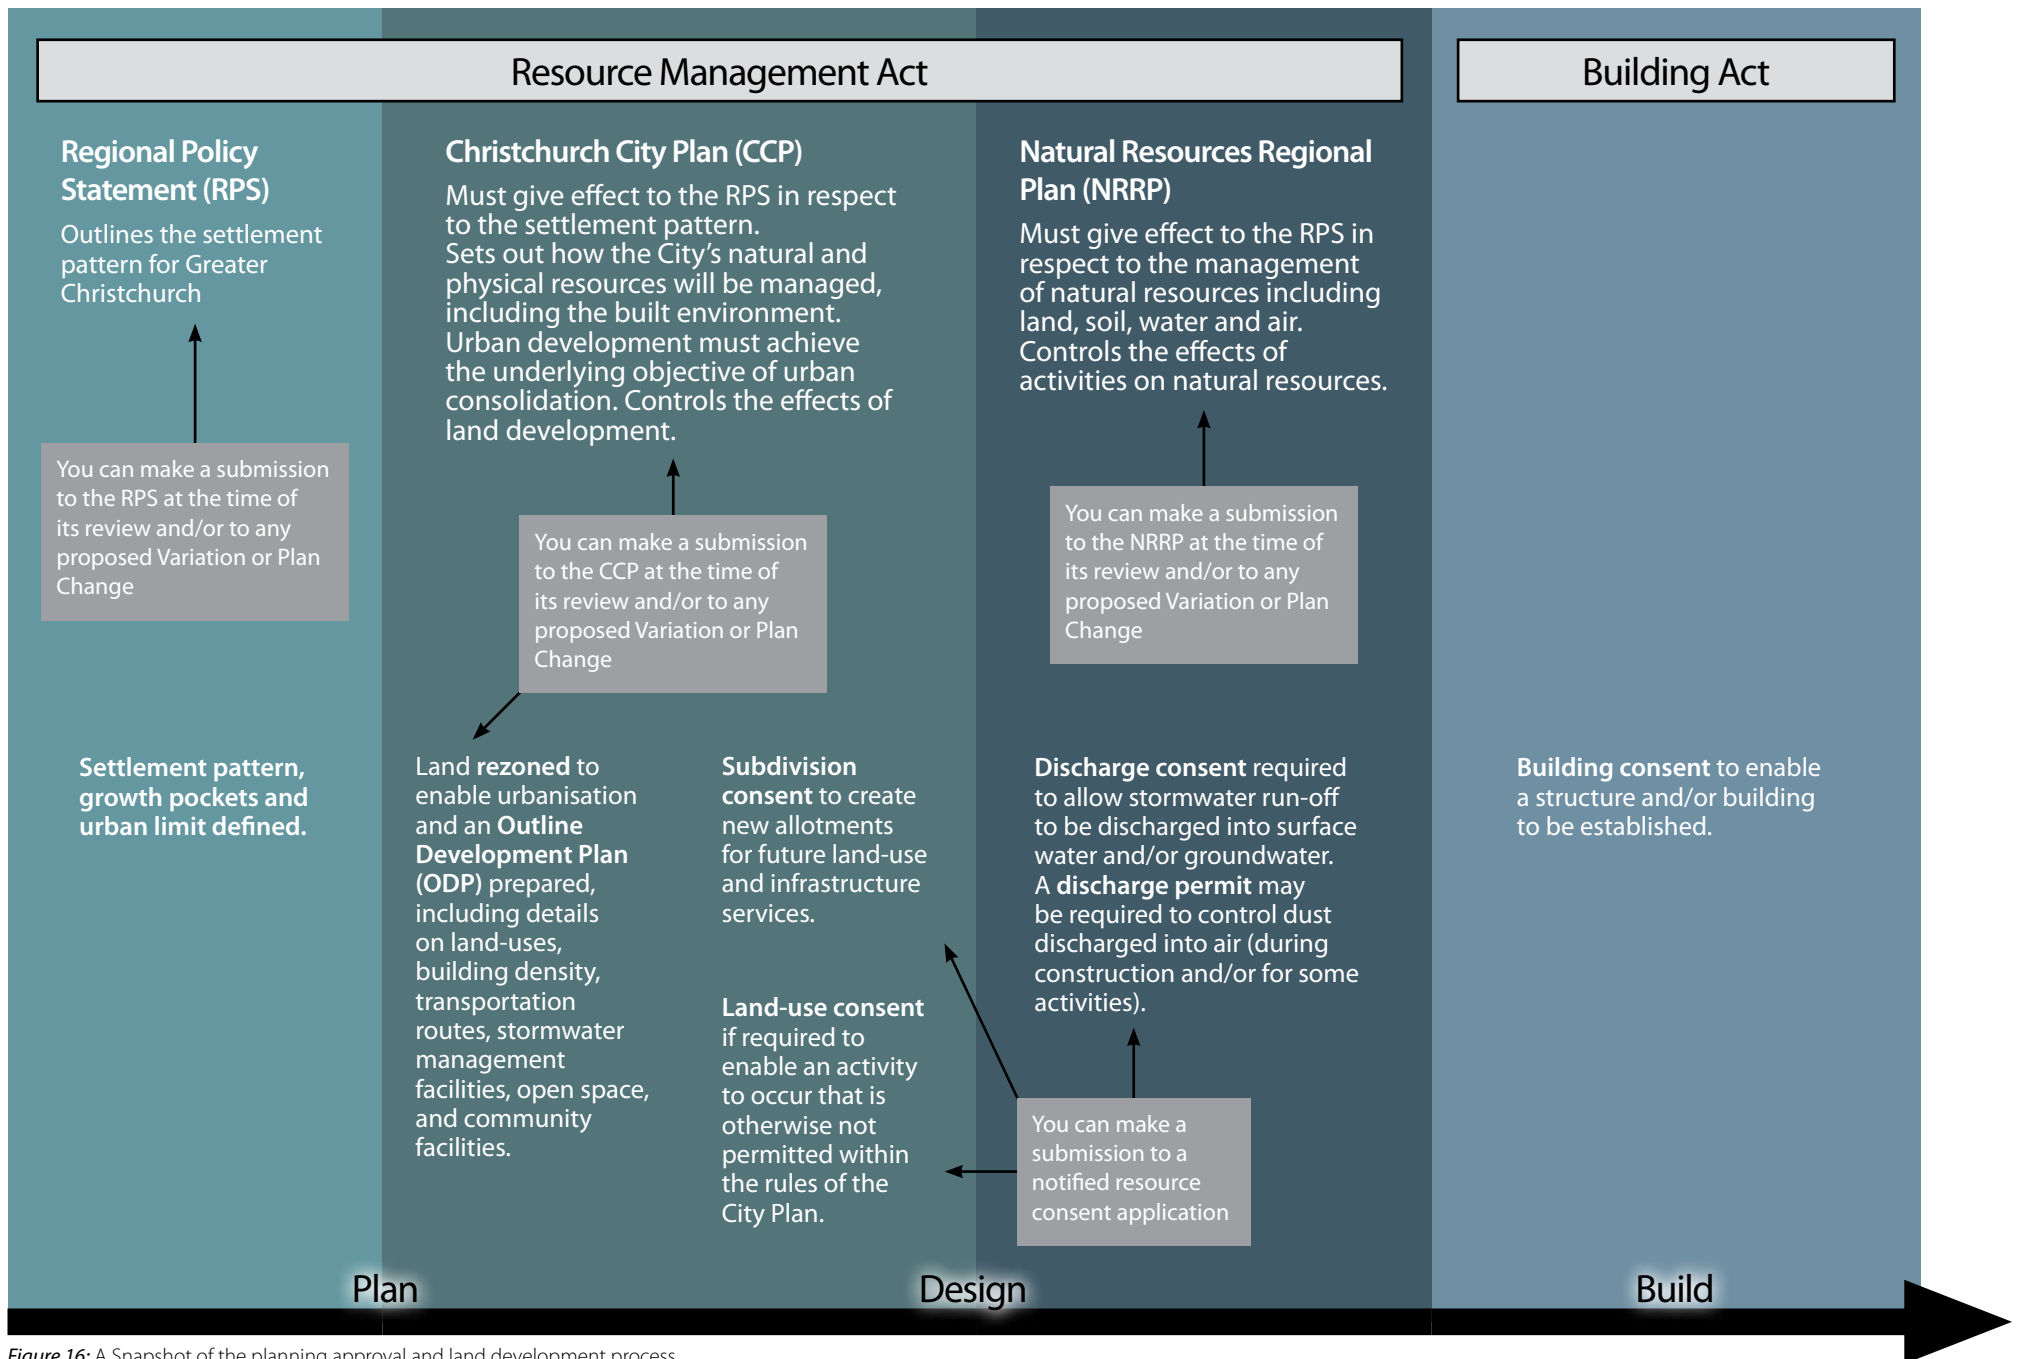 Resource Management Act
Building Act
Regional Policy
Statement (RPS)
Outlines the settlement
pattern for Greater
Christchurch
You can make a submission
to the RPS at the time of
its review and/or to any
proposed Variation or Plan
Change
Settlement pattern,
growth pockets and
urban limit defined.
Christchurch City Plan (CCP)
Must give effect to the RPS in respect
to the settlement pattern.
Sets out how the City’s natural and
physical resources will be managed,
including the built environment.
Urban development must achieve
the underlying objective of urban
consolidation. Controls the effects of
land development.
You can make a submission
to the CCP at the time of
its review and/or to any
proposed Variation or Plan
Change
Land rezoned to
enable urbanisation
and an Outline
Development Plan
(ODP) prepared,
including details
on land-uses,
building density,
transportation
routes, stormwater
management
facilities, open space,
and community
facilities.
Subdivision
consent to create
new allotments
for future land-use
and infrastructure
services.
Land-use consent
if required to
enable an activity
to occur that is
otherwise not
permitted within
the rules of the
City Plan.
Natural Resources Regional
Plan (NRRP)
Must give effect to the RPS in
respect to the management
of natural resources including
land, soil, water and air.
Controls the effects of
activities on natural resources.
You can make a submission
to the NRRP at the time of
its review and/or to any
proposed Variation or Plan
Change
Discharge consent required
to allow stormwater run-off
to be discharged into surface
water and/or groundwater.
A discharge permit may
be required to control dust
discharged into air (during
construction and/or for some
activities).
You can make a
submission to a
notified resource
consent application
Building consent to enable
a structure and/or building
to be established.
Plan
Design
Build
Figure 16: A Snapshot of the planning approval and land development process